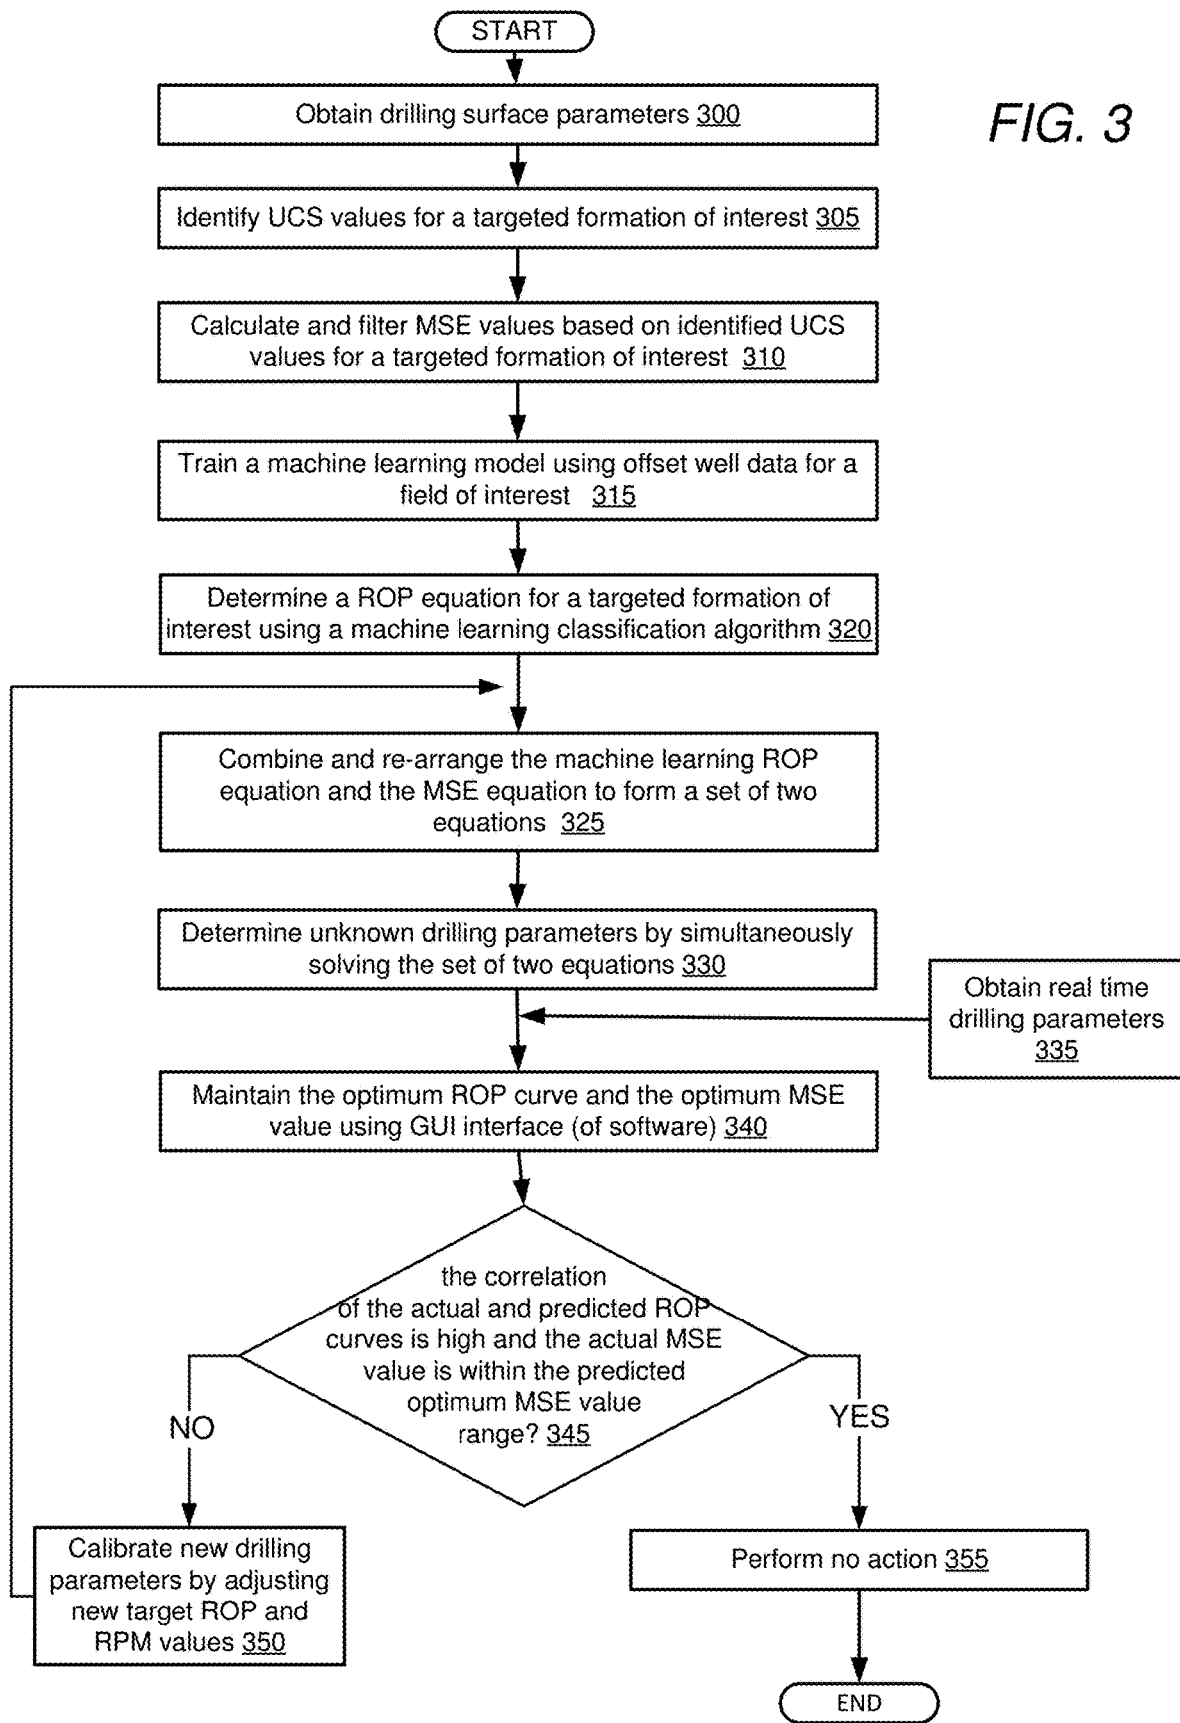 START
FIG. 3
Obtain drilling surface parameters 300
Identify UCS values for a targeted formation of interest 305
Calculate and filter MSE values based on identified UCS
values for a targeted formation of interest 310
Train a machine learning model using offset well data for a
field of interest 315
Determine a ROP equation for a targeted formation of
interest using a machine learning classification algorithm 320
Combine and re-arrange the machine learning ROP
equation and the MSE equation to form a set of two
equations 325
Determine unknown drilling parameters by simultaneously
solving the set of two equations 330
Obtain real time
drilling parameters
335
Maintain the optimum ROP curve and the optimum MSE
value using GUI interface (of software) 340
the correlation
of the actual and predicted ROP
curves is high and the actual MSE
value is within the predicted
optimum MSE value
range? 345
NO
YES
Calibrate new drilling
parameters by adjusting
new target ROP and
RPM values 350
Perform no action 355
END